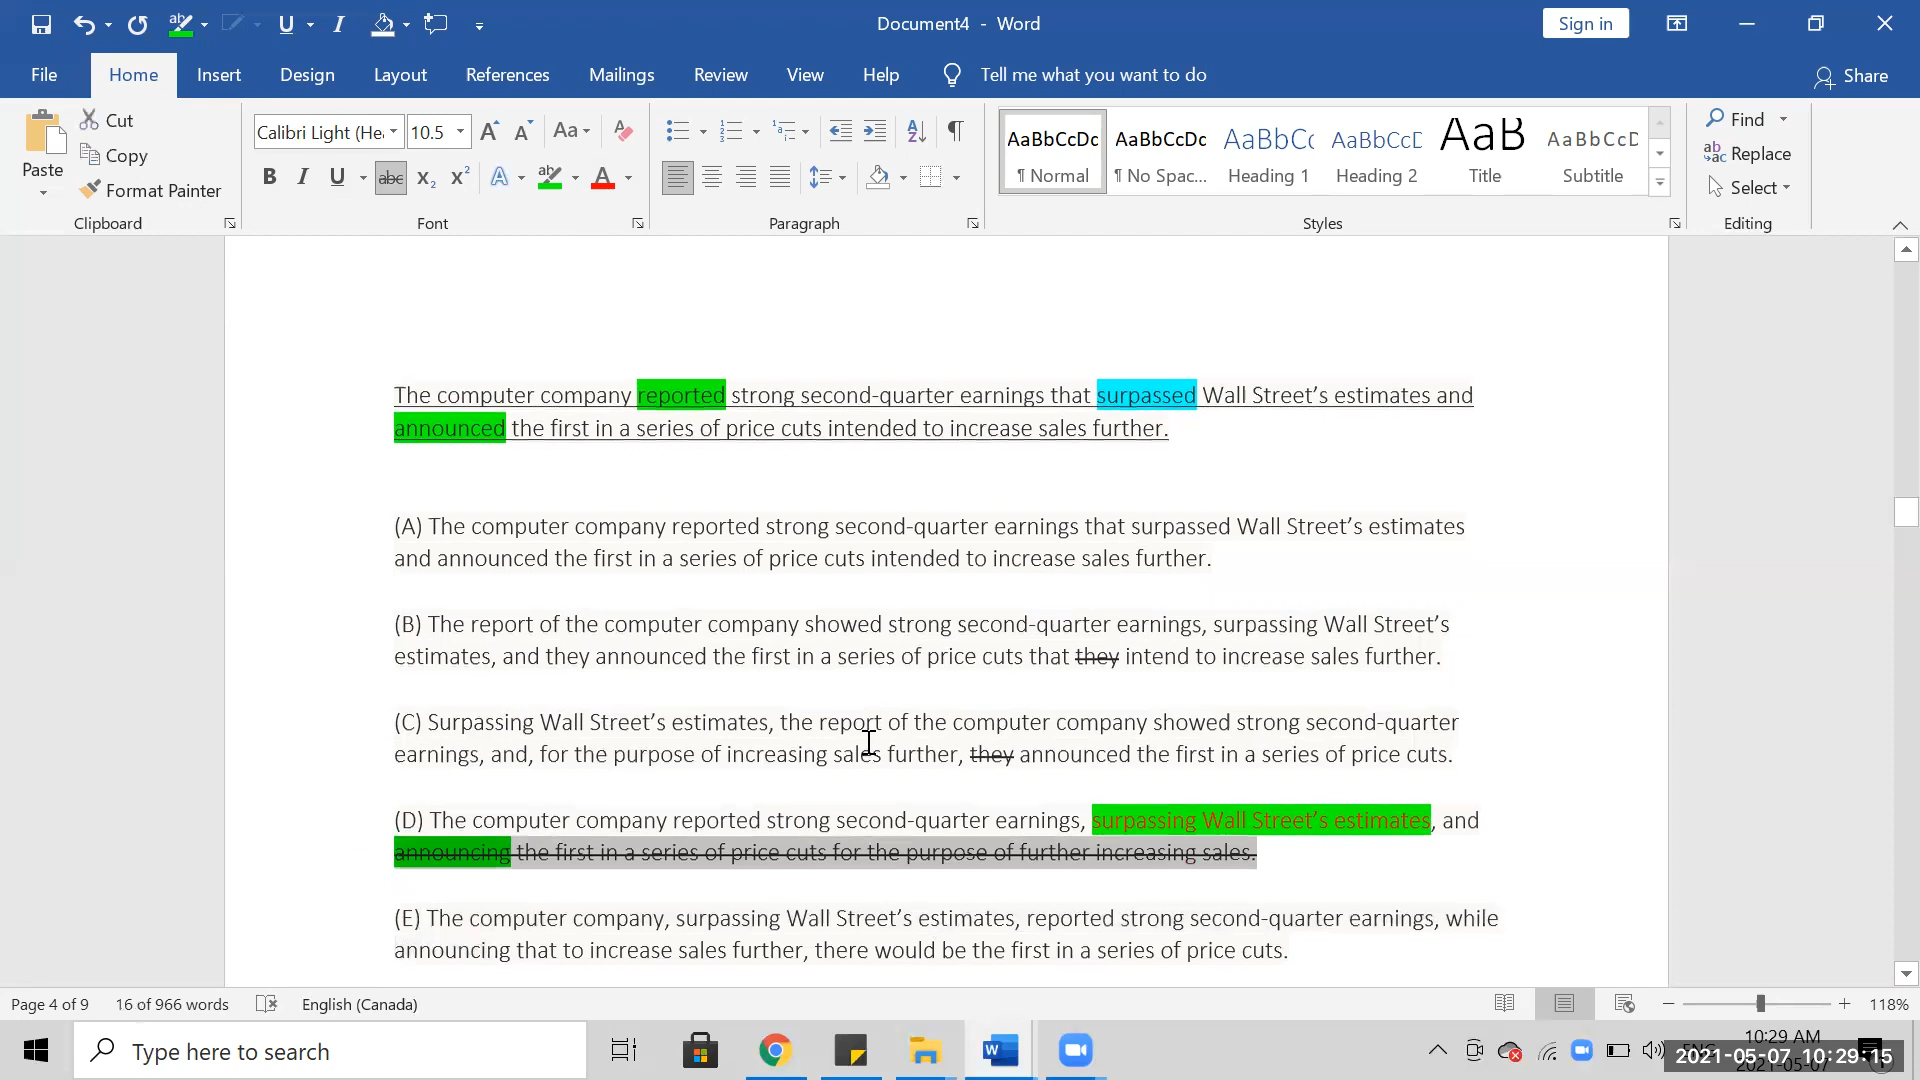 Document4 - Word
Sign in
File Home Insert Design Layout References Mailings Review View Help Tell me what you want to do Share
Paste Cut Copy Format Painter Clipboard
Calibri Light (He 10.5 Aa
B I U abc X₂ X² A ab A
Font
Paragraph
AaBbCcDc AaBbCcDc AaBbCc AaBbCcD AaB AaBbCcD
¶ Normal ¶ No Spac... Heading 1 Heading 2 Title Subtitle
Styles
Find
Replace
Select
Editing
The computer company reported strong second-quarter earnings that surpassed Wall Street’s estimates and
announced the first in a series of price cuts intended to increase sales further.
(A) The computer company reported strong second-quarter earnings that surpassed Wall Street’s estimates
and announced the first in a series of price cuts intended to increase sales further.
(B) The report of the computer company showed strong second-quarter earnings, surpassing Wall Street’s
estimates, and they announced the first in a series of price cuts that they intend to increase sales further.
(C) Surpassing Wall Street’s estimates, the report of the computer company showed strong second-quarter
earnings, and, for the purpose of increasing sales further, they announced the first in a series of price cuts.
(D) The computer company reported strong second-quarter earnings, surpassing Wall Street’s estimates, and
announcing the first in a series of price cuts for the purpose of further increasing sales.
(E) The computer company, surpassing Wall Street’s estimates, reported strong second-quarter earnings, while
announcing that to increase sales further, there would be the first in a series of price cuts.
Page 4 of 9 16 of 966 words English (Canada) 118%
Type here to search
10:29 AM
2021-05-07 10:29:15